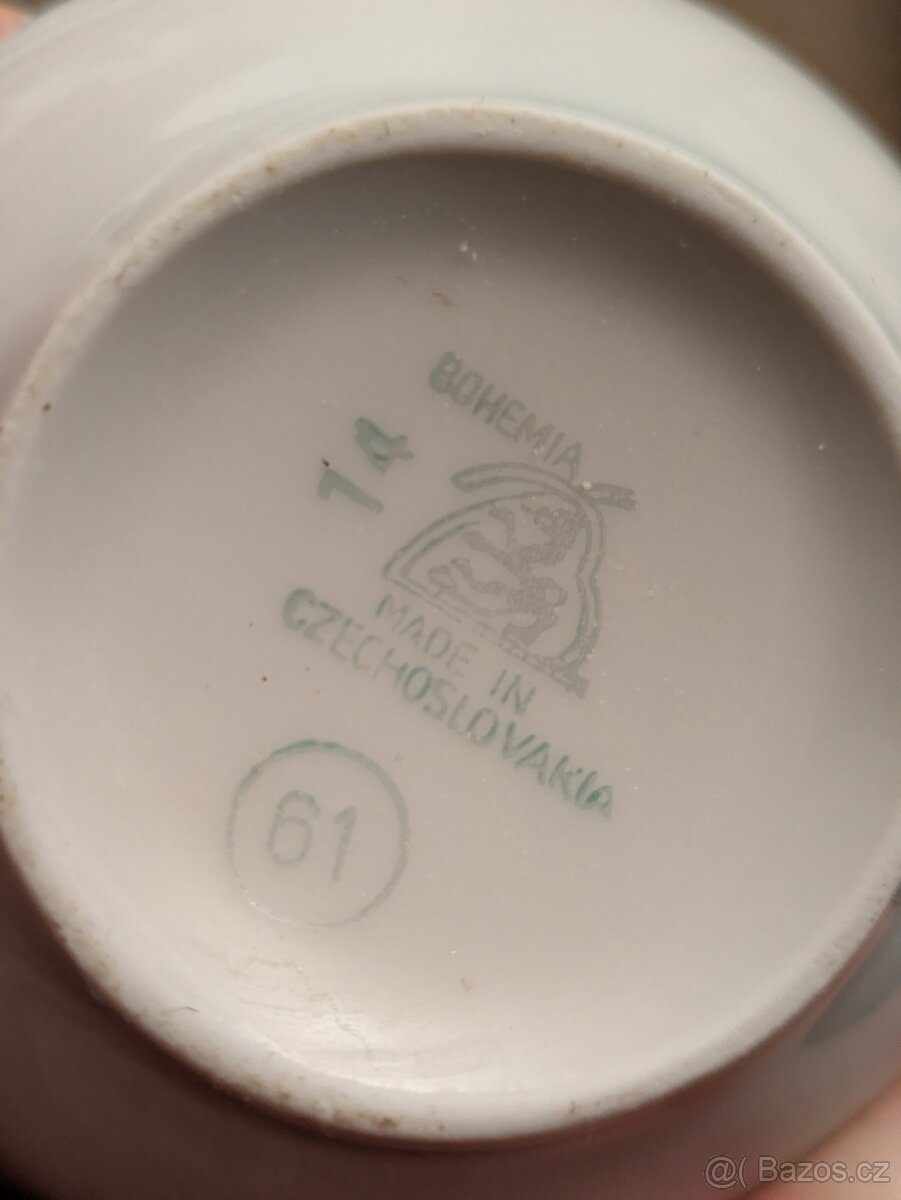 BOHEMIA
14
MADE IN
CZECHOSLOVAKIA
61
@( Bazos.cz